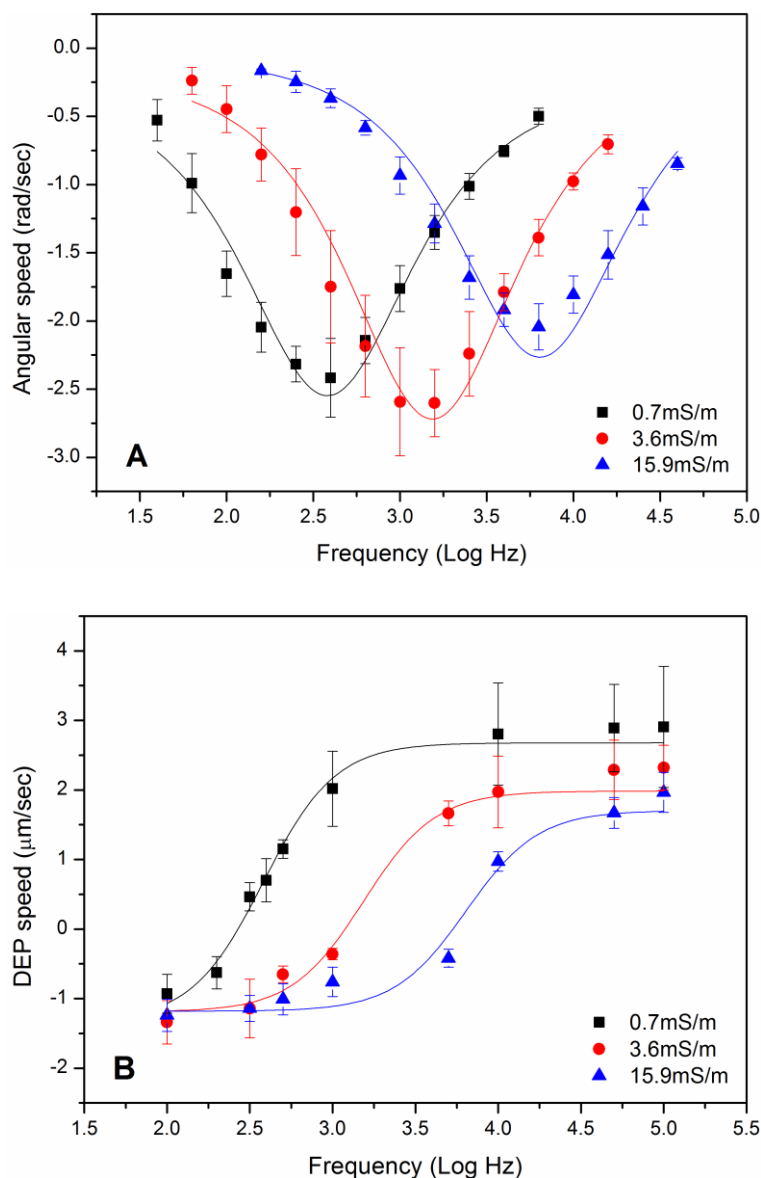 0.0
-0.5
-1.0
-1.5
-2.0
-2.5
-3.0
Angular speed (rad/sec)
A
0.7mS/m
3.6mS/m
15.9mS/m
1.5 2.0 2.5 3.0 3.5 4.0 4.5 5.0
Frequency (Log Hz)
4
3
2
1
0
-1
-2
DEP speed (μm/sec)
B
0.7mS/m
3.6mS/m
15.9mS/m
1.5 2.0 2.5 3.0 3.5 4.0 4.5 5.0 5.5
Frequency (Log Hz)